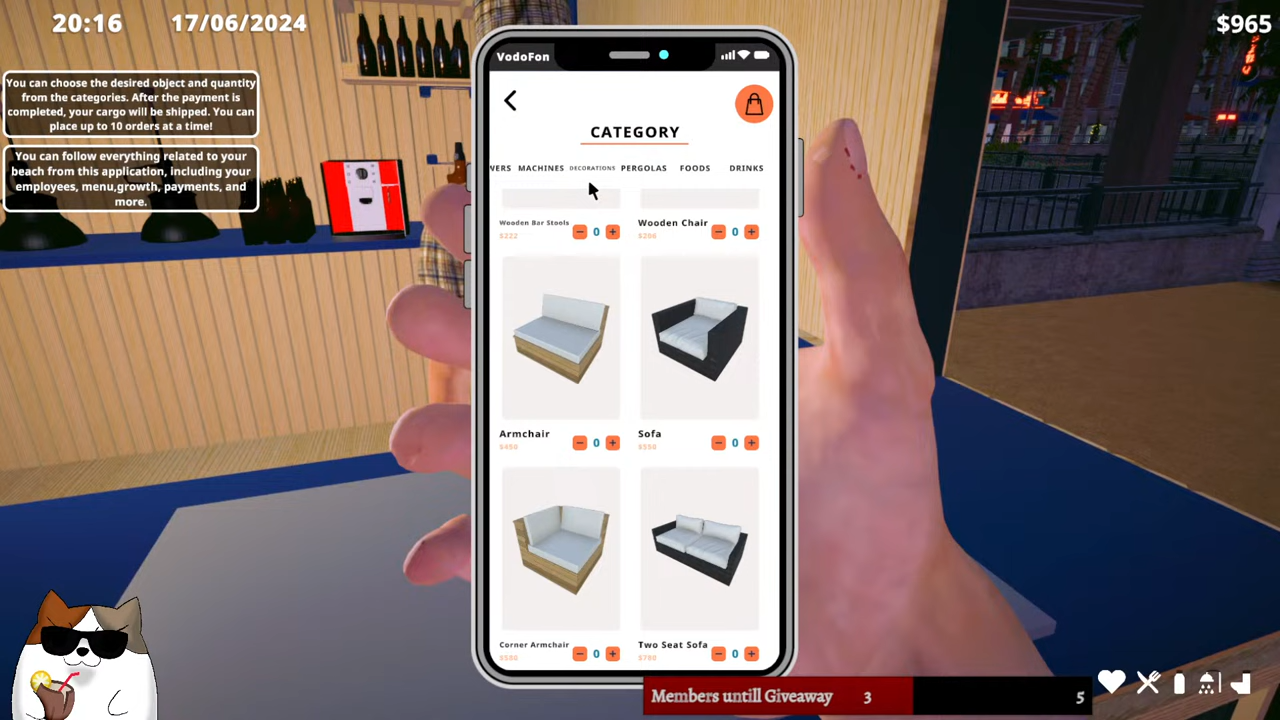 20:16
17/06/2024
$965
You can choose the desired object and quantity
from the categories. After the payment is
completed, your cargo will be shipped. You can
place up to 10 orders at a time!
You can follow everything related to your
beach from this application, including your
employees, menu,growth, payments, and
more.
VodoFon
CATEGORY
WERS MACHINES DECORATIONS PERGOLAS FOODS DRINKS
Wooden Bar Stools
$222
− 0 +
Wooden Chair
− 0 +
Armchair
$450
− 0 +
Sofa
$550
− 0 +
Corner Armchair
− 0 +
Two Seat Sofa
$700
− 0 +
Members untill Giveaway 3 5